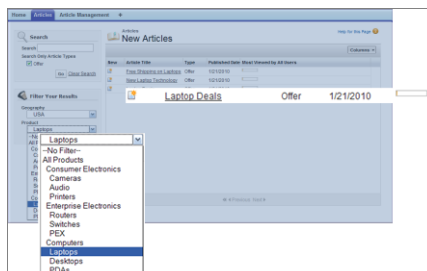 Home Articles Article Management +
Search
Articles
New Articles
Help for this Page
Search
Search Only Article Types
Offer
Go Clear Search
Columns
New Article Title Type Published Date Most Viewed by All Users
Free Shipping on Laptops Offer 1/21/2010
New Laptop Technology Offer 1/21/2010
Laptop Deals Offer 1/21/2010
Filter Your Results
Geography
USA
Product
Laptops
Laptops
--No Filter--
All Products
Consumer Electronics
Cameras
Audio
Printers
Enterprise Electronics
Routers
Switches
PEX
Computers
Laptops
Desktops
PDAs